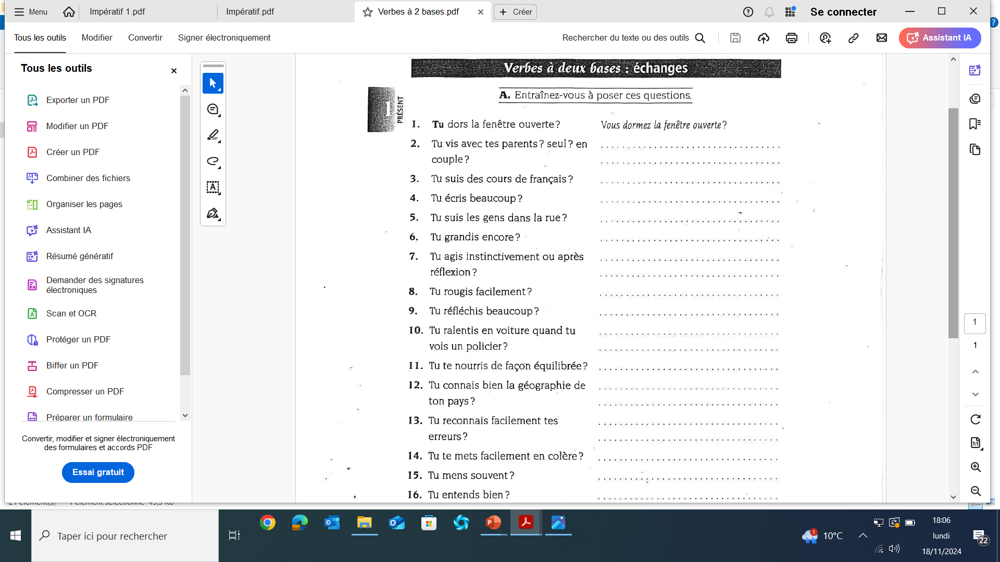 Menu
Impératif 1.pdf
Impératif.pdf
Verbes à 2 bases.pdf
Créer
Se connecter
Tous les outils
Modifier
Convertir
Signer électroniquement
Rechercher du texte ou des outils
Assistant IA
Tous les outils
Exporter un PDF
Modifier un PDF
Créer un PDF
Combiner des fichiers
Organiser les pages
Assistant IA
Résumé génératif
Demander des signatures
électroniques
Scan et OCR
Protéger un PDF
Biffer un PDF
Compresser un PDF
Préparer un formulaire
Convertir, modifier et signer électroniquement
des formulaires et accords PDF
Essai gratuit
Verbes à deux bases : échanges
1
PRÉSENT
A. Entraînez-vous à poser ces questions.
1. Tu dors la fenêtre ouverte ? Vous dormez la fenêtre ouverte ?
2. Tu vis avec tes parents ? seul ? en
couple ?
3. Tu suis des cours de français ?
4. Tu écris beaucoup ?
5. Tu suis les gens dans la rue ?
6. Tu grandis encore ?
7. Tu agis instinctivement ou après
réflexion ?
8. Tu rougis facilement ?
9. Tu réfléchis beaucoup ?
10. Tu ralentis en voiture quand tu
vois un policier ?
11. Tu te nourris de façon équilibrée ?
12. Tu connais bien la géographie de
ton pays ?
13. Tu reconnais facilement tes
erreurs ?
14. Tu te mets facilement en colère ?
15. Tu mens souvent ?
16. Tu entends bien ?
1
1
1:1
Taper ici pour rechercher
1
10°C
18:06
lundi
18/11/2024
22